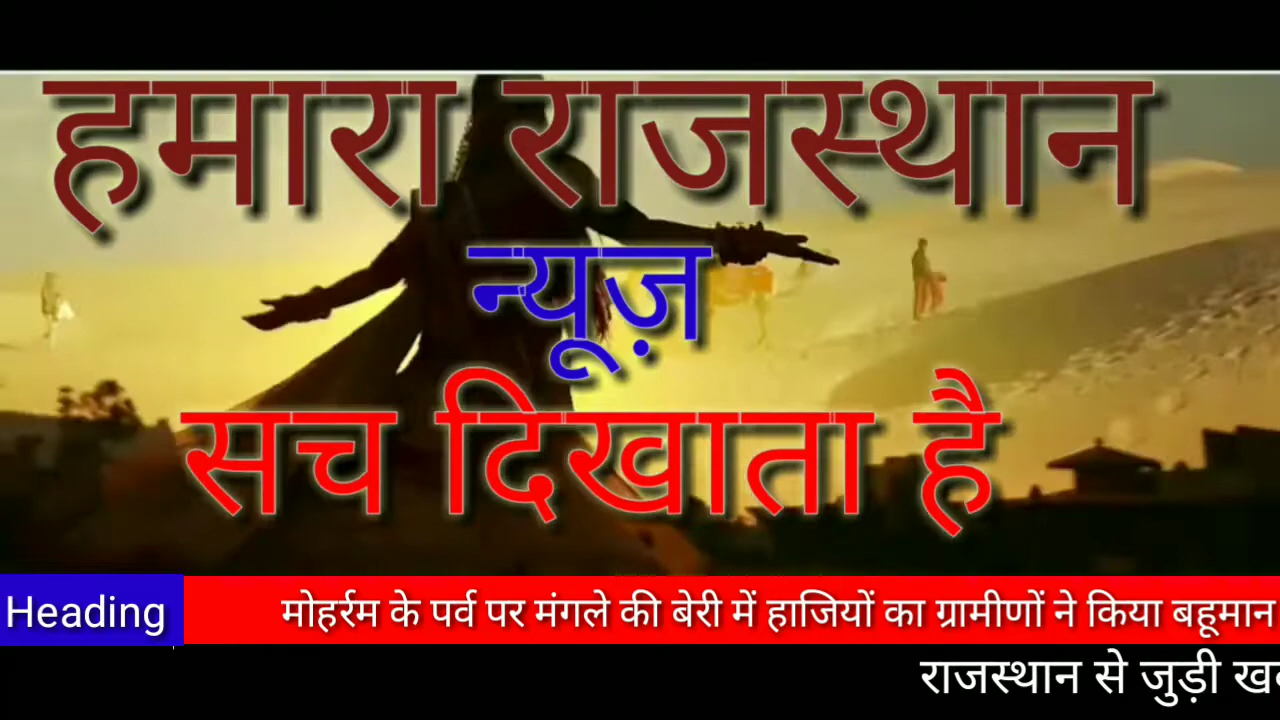 हमारा राजस्थान
न्यूज़
सच दिखाता है
Heading मोहर्रम के पर्व पर मंगले की बेरी में हाजियों का ग्रामीणों ने किया बहूमान
राजस्थान से जुड़ी